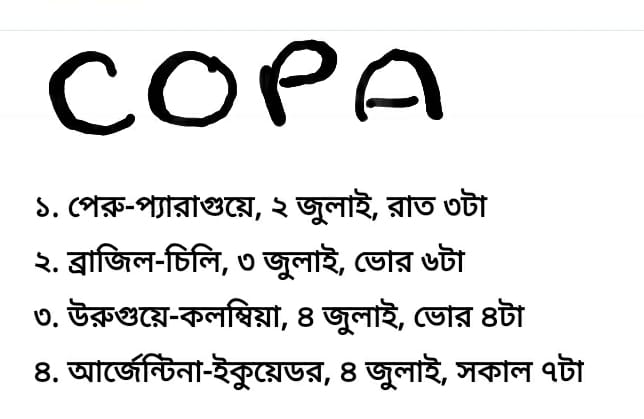 COPA
১. পেরু-প্যারাগুয়ে, ২ জুলাই, রাত ৩টা
২. ব্রাজিল-চিলি, ৩ জুলাই, ভোর ৬টা
৩. উরুগুয়ে-কলম্বিয়া, ৪ জুলাই, ভোর ৪টা
৪. আর্জেন্টিনা-ইকুয়েডর, ৪ জুলাই, সকাল ৭টা